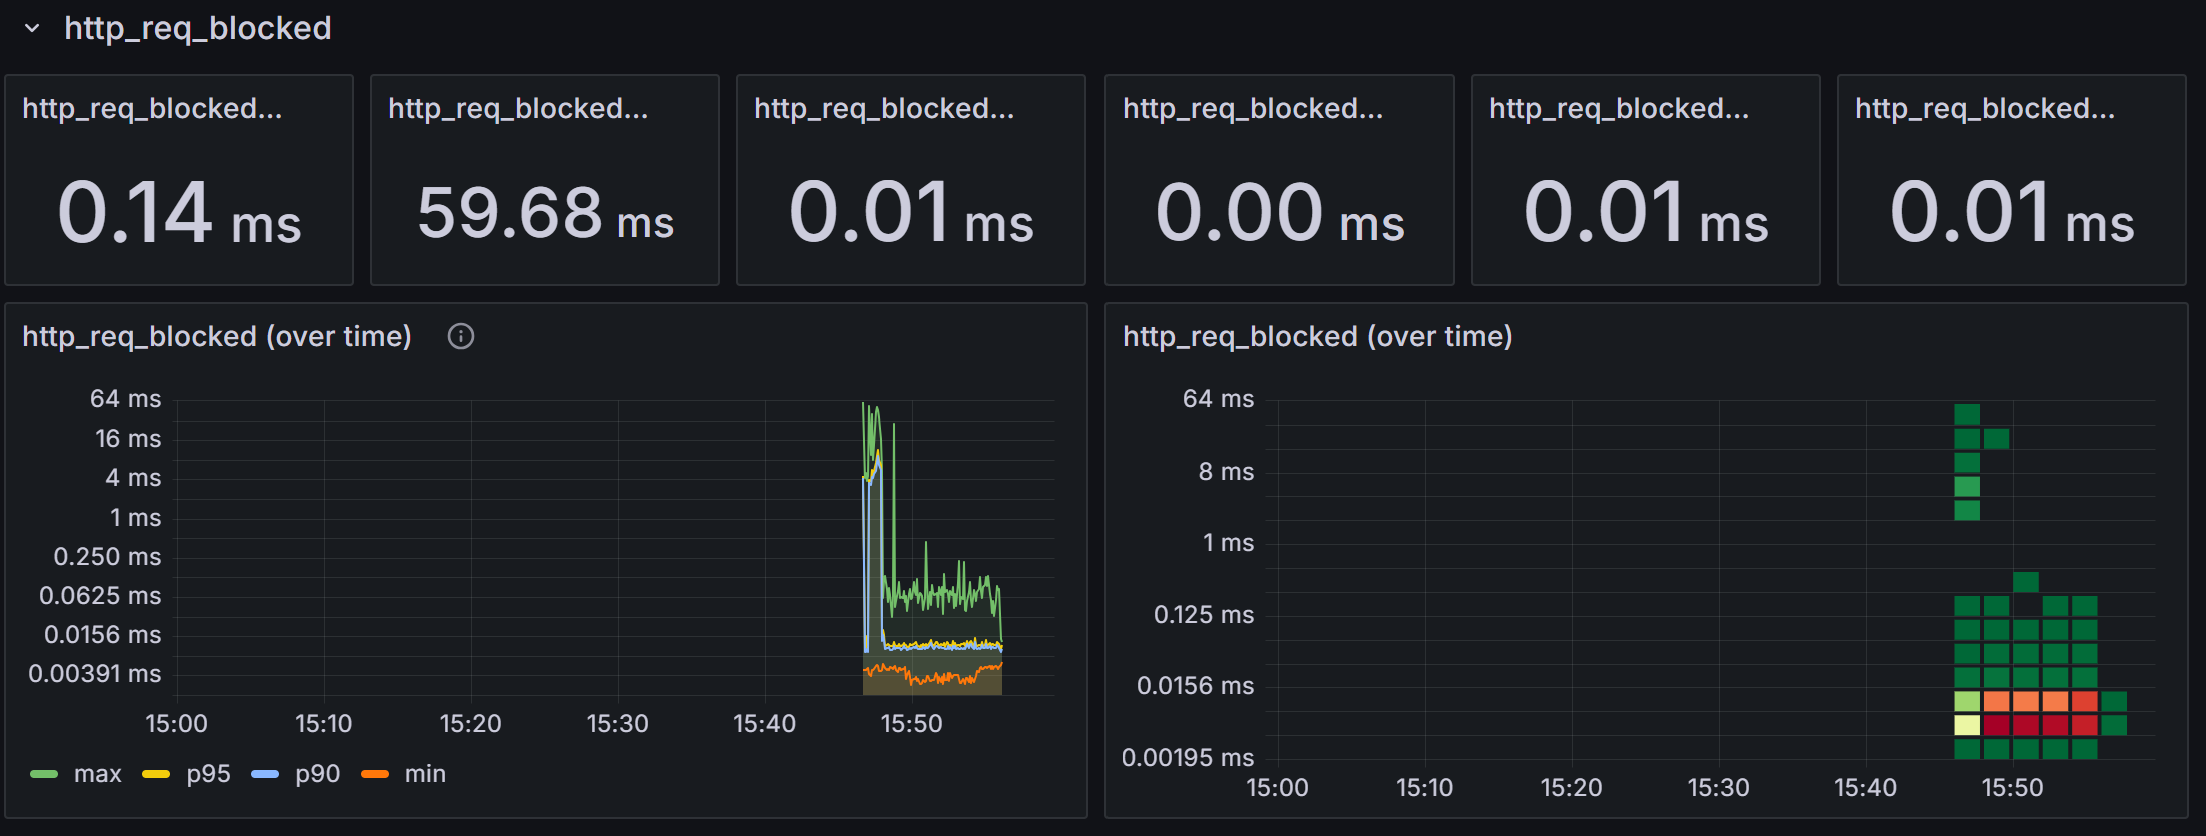 http_req_blocked
http_req_blocked...
http_req_blocked...
http_req_blocked...
http_req_blocked...
http_req_blocked...
http_req_blocked...
0.14 ms
59.68 ms
0.01 ms
0.00 ms
0.01 ms
0.01 ms
http_req_blocked (over time)
64 ms
16 ms
4 ms
1 ms
0.250 ms
0.0625 ms
0.0156 ms
0.00391 ms
15:00 15:10 15:20 15:30 15:40 15:50
max p95 p90 min
http_req_blocked (over time)
64 ms
8 ms
1 ms
0.125 ms
0.0156 ms
0.00195 ms
15:00 15:10 15:20 15:30 15:40 15:50